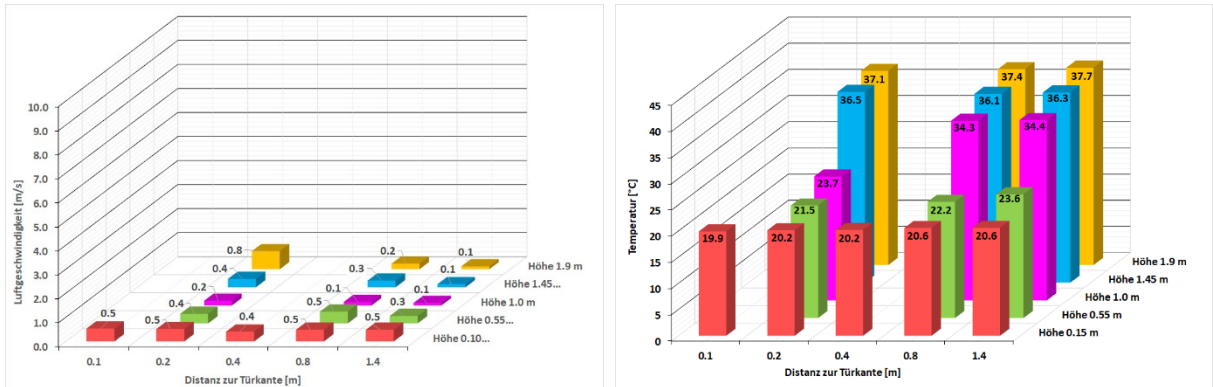 10.0
9.0
8.0
7.0
6.0
5.0
4.0
3.0
2.0
1.0
0.0
Luftgeschwindigkeit [m/s]
0.8
0.2
0.1
0.4
0.3
0.1
0.2
0.1
0.1
0.4
0.5
0.3
0.5
0.5
0.4
0.5
0.5
Höhe 1.9 m
Höhe 1.45...
Höhe 1.0 m
Höhe 0.55...
Höhe 0.10...
0.1 0.2 0.4 0.8 1.4
Distanz zur Türkante [m]
45
40
35
30
25
20
15
10
5
0
Temperatur [°C]
37.1 37.4 37.7
36.5 36.1 36.3
23.7 34.3 34.4
21.5 22.2 23.6
19.9 20.2 20.2 20.6 20.6
Höhe 1.9 m
Höhe 1.45 m
Höhe 1.0 m
Höhe 0.55 m
Höhe 0.15 m
0.1 0.2 0.4 0.8 1.4
Distanz zur Türkante [m]